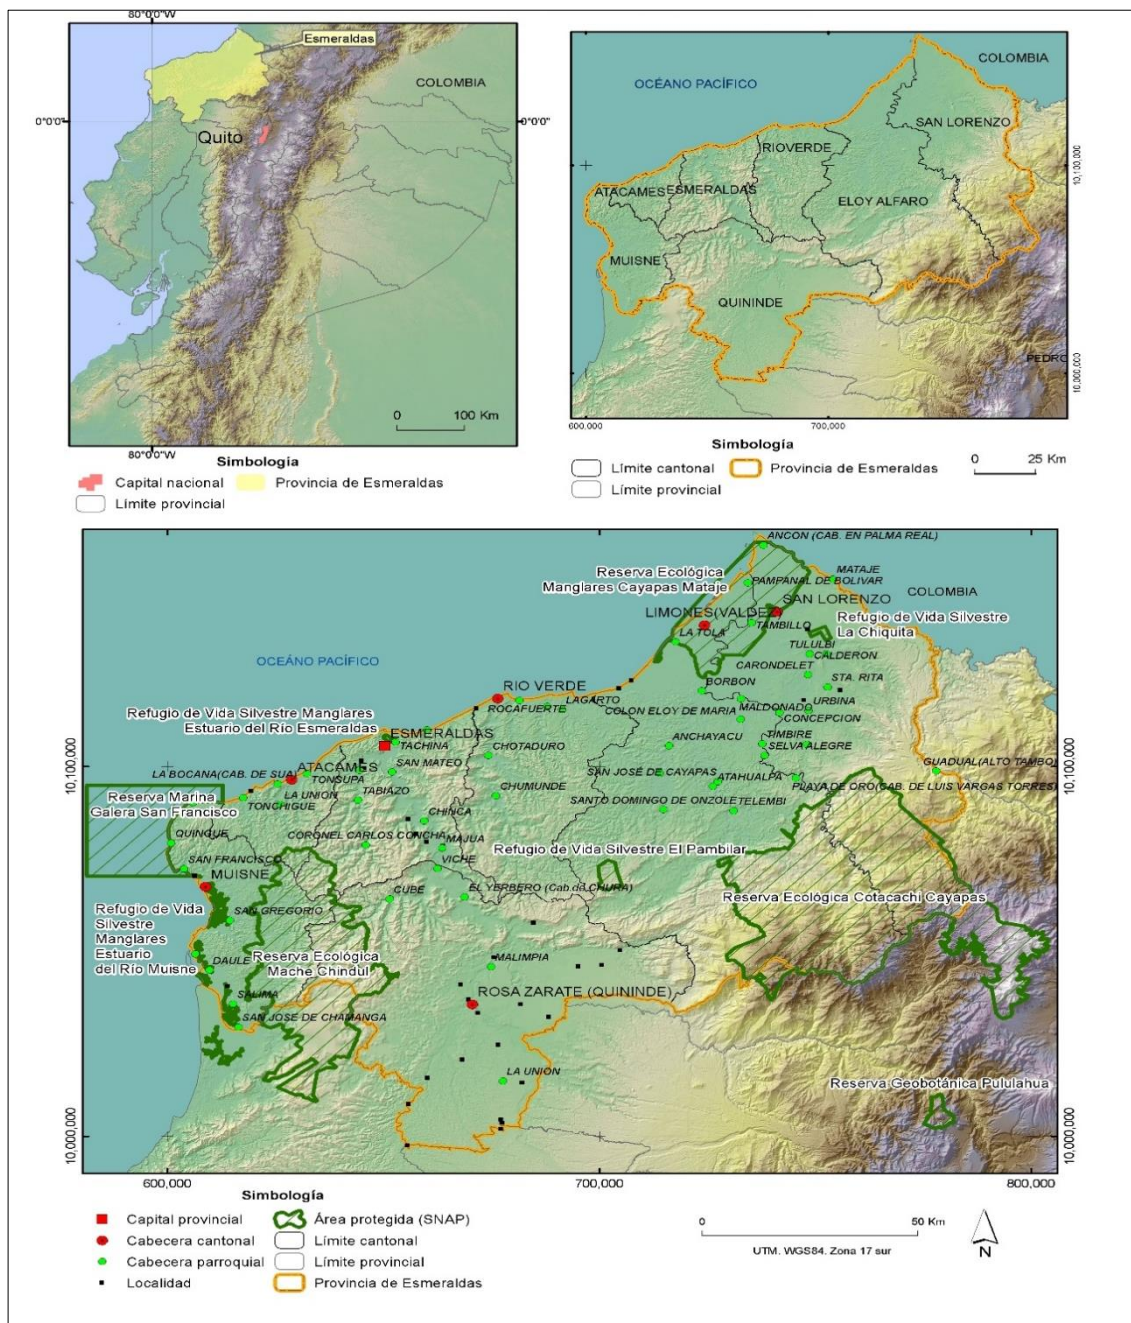 80°0'0"W
Esmeraldas
COLOMBIA
0°0'0"
0°0'0"
Quito
0 100 Km
80°0'0"W
Simbología
Capital nacional
Provincia de Esmeraldas
Límite provincial
OCÉANO PACÍFICO
COLOMBIA
SAN LORENZO
RIOVERDE
10,100,000
ATACAMES
ESMERALDAS
ELOY ALFARO
MUISNE
QUININDE
PEDRO
10,000,000
600,000
700,000
Simbología
Límite cantonal
Provincia de Esmeraldas
Límite provincial
0 25 Km
ANCON (CAB. EN PALMA REAL)
Reserva Ecológica
Manglares Cayapas Mataje
MATAJE
PAMPANAL DE BOLIVAR
COLOMBIA
SAN LORENZO
LIMONES(VALDEZ)
Refugio de Vida Silvestre
La Chiquita
TAMBILLO
LA TOLA
TULULBI
CALDERON
OCEÁNO PACÍFICO
CARONDELET
STA. RITA
BORBON
RIO VERDE
LAGARTO
URBINA
ROCAFUERTE
COLON ELOY DE MARIA
MALDONADO
CONCEPCION
Refugio de Vida Silvestre Manglares
Estuario del Río Esmeraldas
ESMERALDAS
TACHINA
ANCHAYACU
TIMBIRE
SELVA ALEGRE
CHOTADURO
SAN MATEO
GUADUAL(ALTO TAMBO)
ATACAMES
LA BOCANA(CAB. DE SUA)
TONSUPA
SAN JOSÉ DE CAYAPAS
ATAHUALPA
PLAYA DE ORO(CAB. DE LUIS VARGAS TORRES)
LA UNION
TABIAZO
CHUMUNDE
Reserva Marina
Galera San Francisco
TONCHIGUE
SANTO DOMINGO DE ONZOLE
TELEMBI
CHINCA
QUINGUE
CORONEL CARLOS CONCHA
MAJUA
Refugio de Vida Silvestre El Pambilar
VICHE
SAN FRANCISCO
MUISNE
CUBE
EL YERBERO (Cab.de CHURA)
Reserva Ecológica Cotacachi Cayapas
Refugio de Vida
Silvestre
Manglares
Estuario
del Río Muisne
SAN GREGORIO
DAULE
Reserva Ecológica
Mache Chindul
MALIMPIA
ROSA ZARATE (QUININDE)
SALIMA
SAN JOSE DE CHAMANGA
LA UNION
Reserva Geobotánica Pululahua
10,100,000
10,100,000
10,000,000
10,000,000
600,000
700,000
800,000
Simbología
Capital provincial
Área protegida (SNAP)
Cabecera cantonal
Límite cantonal
Cabecera parroquial
Límite provincial
Localidad
Provincia de Esmeraldas
0 50 Km
UTM. WGS84. Zona 17 sur
N